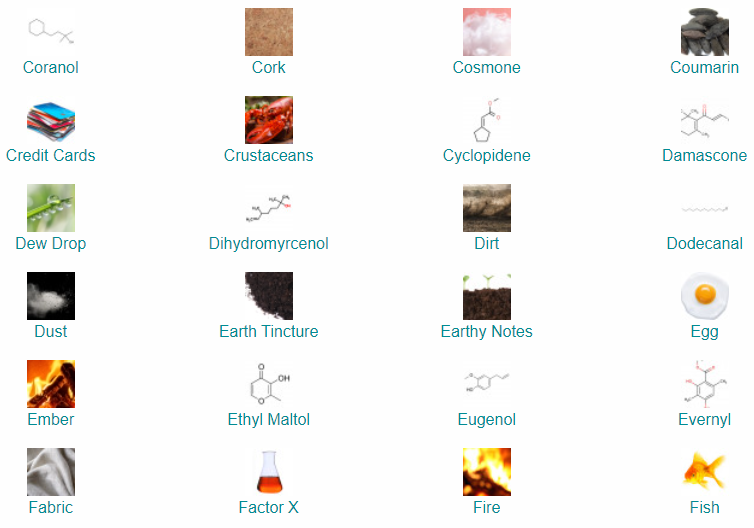 Coranol
Cork
Cosmone
Coumarin
Credit Cards
Crustaceans
Cyclopidene
Damascone
Dew Drop
Dihydromyrcenol
Dirt
Dodecanal
Dust
Earth Tincture
Earthy Notes
Egg
Ember
Ethyl Maltol
Eugenol
Evernyl
Fabric
Factor X
Fire
Fish